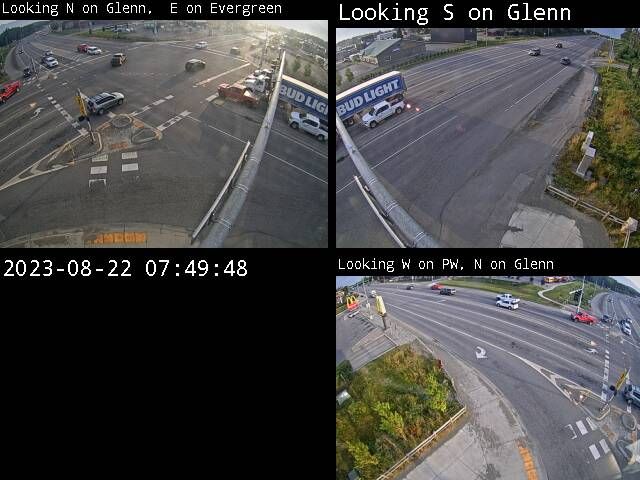 Looking N on Glenn,  E on Evergreen
Looking S on Glenn
BUD LIGHT
BUD LIGHT
2023-08-22 07:49:48
Looking W on PW, N on Glenn